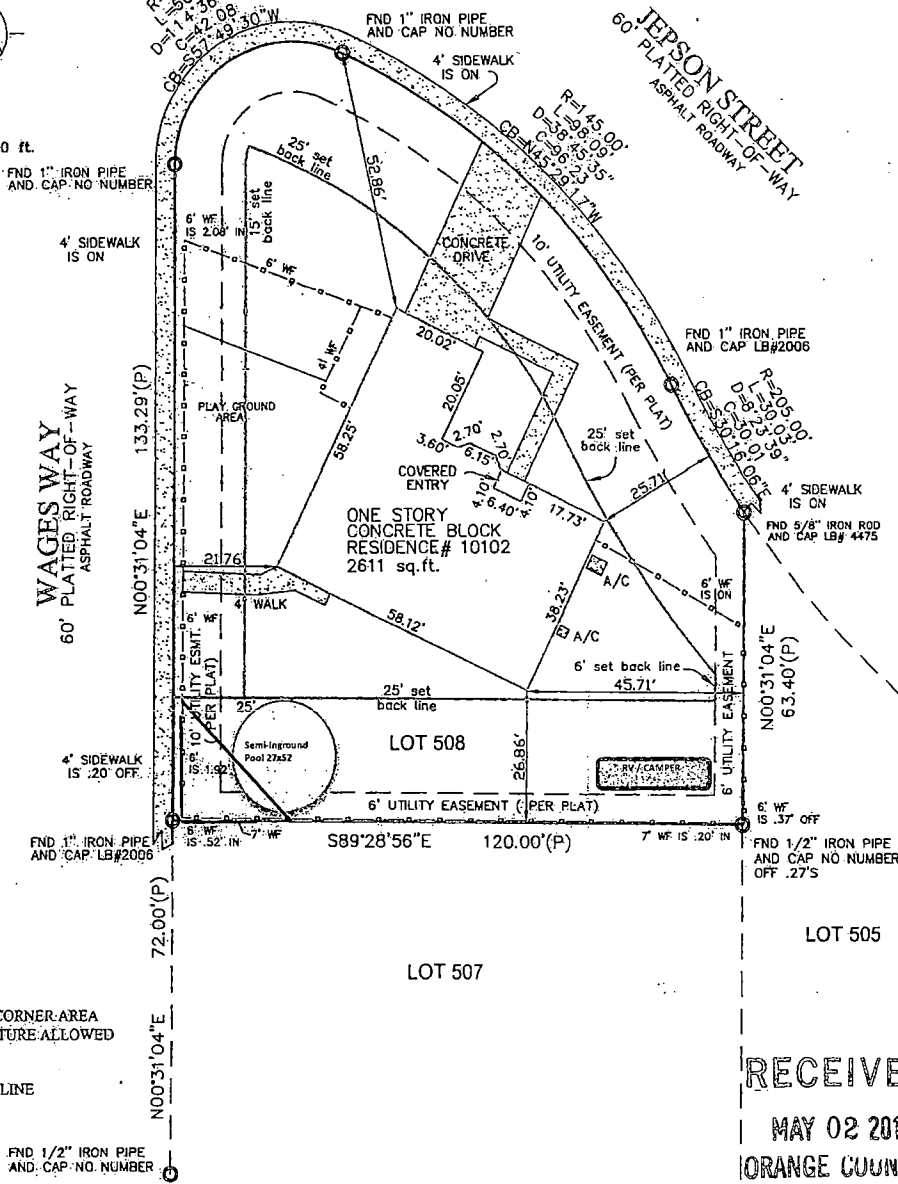 D=114°38'
C=42.08
CB=S57°49'30"W
FND 1" IRON PIPE
AND CAP NO NUMBER
4' SIDEWALK
IS ON
JEPSON STREET
60' PLATTED RIGHT-OF-WAY
ASPHALT ROADWAY
R=145.00'
L=98.09'
D=38°45'35"
C=96.23'
CB=N45°29'17"W
0 ft.
FND 1" IRON PIPE
AND CAP NO NUMBER
25' set
back line
52.86'
15' set
back line
6' WF
IS 2.08' IN
4' SIDEWALK
IS ON
6' WF
CONCRETE
DRIVE
10' UTILITY EASEMENT (PER PLAT)
20.02'
4' WF
FND 1" IRON PIPE
AND CAP LB#2006
R=205.00'
L=30.03'
D=8°23'39"
C=30.01
CB=S30°16'06"E
WAGES WAY
60' PLATTED RIGHT-OF-WAY
ASPHALT ROADWAY
133.29'(P)
N00°31'04"E
PLAY GROUND
AREA
58.25'
20.05'
3.60'
2.70'
6.15'
2.70'
COVERED
ENTRY
4.10'
6.40'
4.10'
17.73'
25' set
back line
25.71'
4' SIDEWALK
IS ON
FND 5/8" IRON ROD
AND CAP LB# 4475
ONE STORY
CONCRETE BLOCK
RESIDENCE# 10102
2611 sq.ft.
21.76
4' WALK
58.12'
38.23'
A/C
A/C
6' WF
IS ON
6' set back line
45.71'
N00°31'04"E
63.40'(P)
6' WF
10' UTILITY ESMT.
(PER PLAT)
25' set
back line
25'
LOT 508
26.86'
6' UTILITY EASEMENT
Semi-Inground
Pool 27x52
RV / CAMPER
4' SIDEWALK
IS .20' OFF
6'
IS 1.92'
6' UTILITY EASEMENT ( PER PLAT)
6' WF
IS .37' OFF
FND 1" IRON PIPE
AND CAP LB#2006
6' WF
IS .52' IN
7' WF
S89°28'56"E
120.00'(P)
7' WF IS .20' IN
FND 1/2" IRON PIPE
AND CAP NO NUMBER
OFF .27'S
72.00'(P)
N00°31'04"E
LOT 505
LOT 507
CORNER AREA
TURE ALLOWED
LINE
FND 1/2" IRON PIPE
AND CAP NO NUMBER
RECEIVE
MAY 02 201
ORANGE COUN